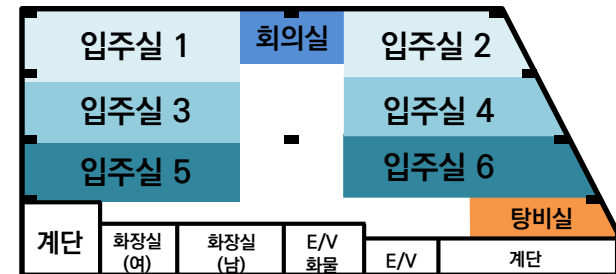 입주실 1
회의실
입주실 2
입주실 3
입주실 4
입주실 5
입주실 6
탕비실
계단
화장실
(여)
화장실
(남)
E/V
화물
E/V
계단